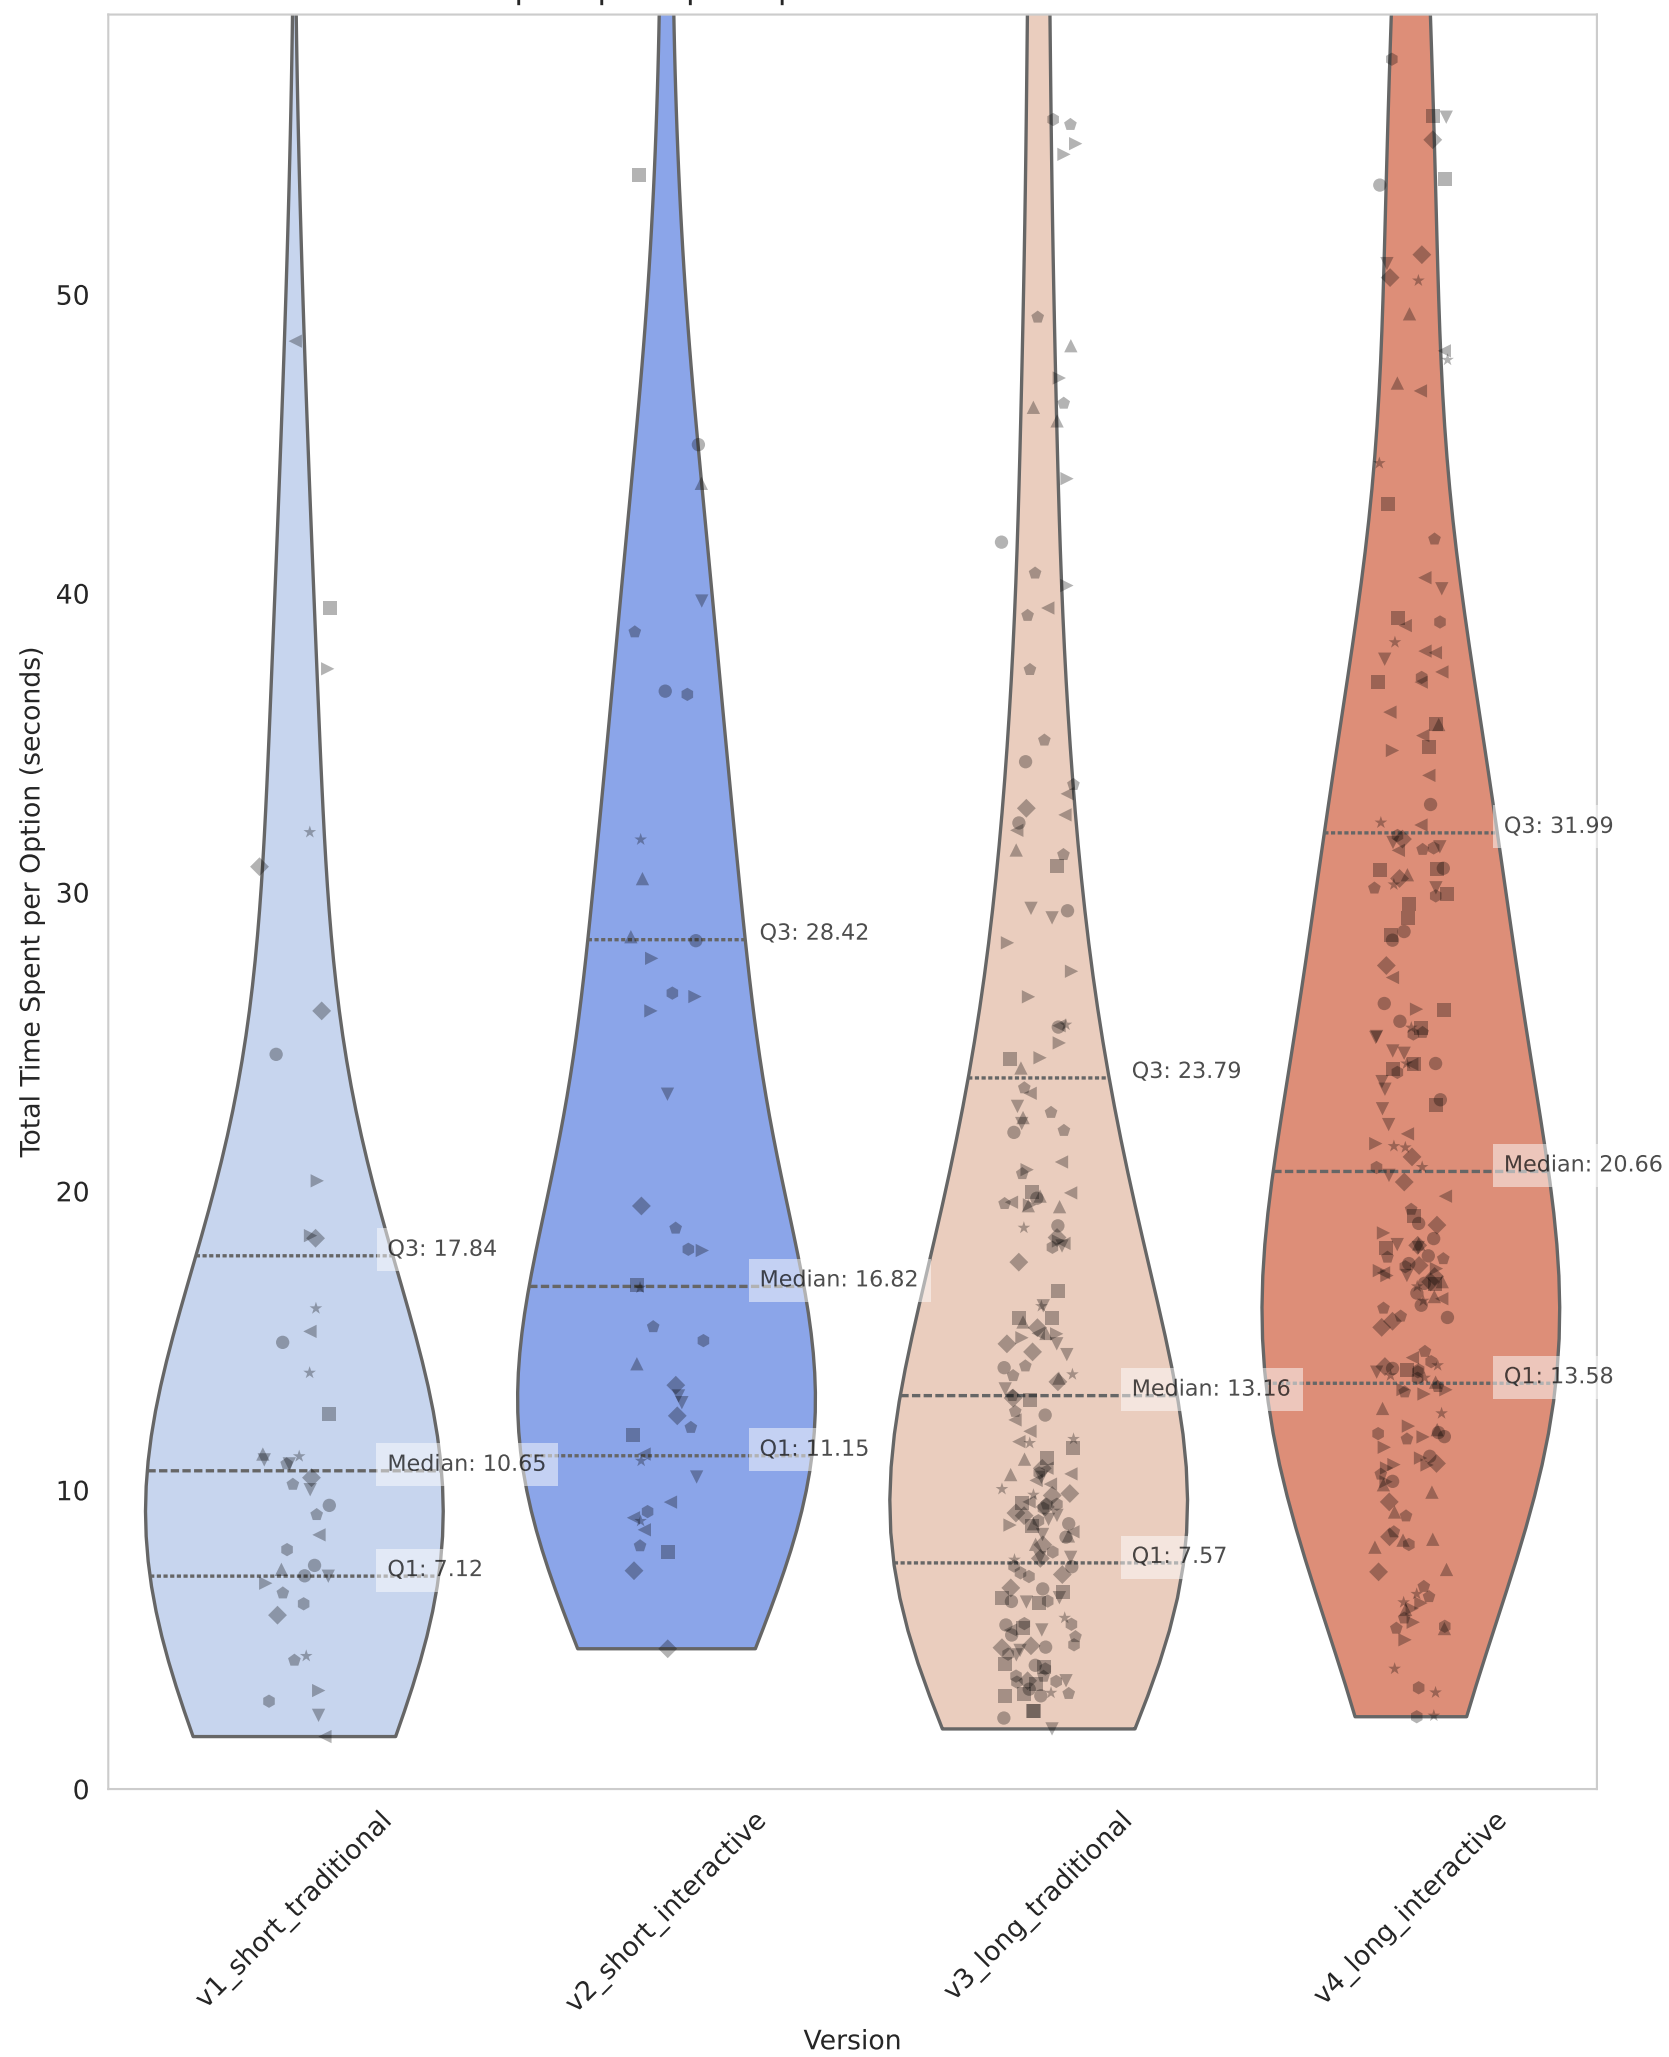 50
40
30
20
10
0
Total Time Spent per Option (seconds)
Q3: 17.84
Median: 10.65
Q1: 7.12
Q3: 28.42
Median: 16.82
Q1: 11.15
Q3: 23.79
Median: 13.16
Q1: 7.57
Q3: 31.99
Median: 20.66
Q1: 13.58
v1_short_traditional
v2_short_interactive
v3_long_traditional
v4_long_interactive
Version